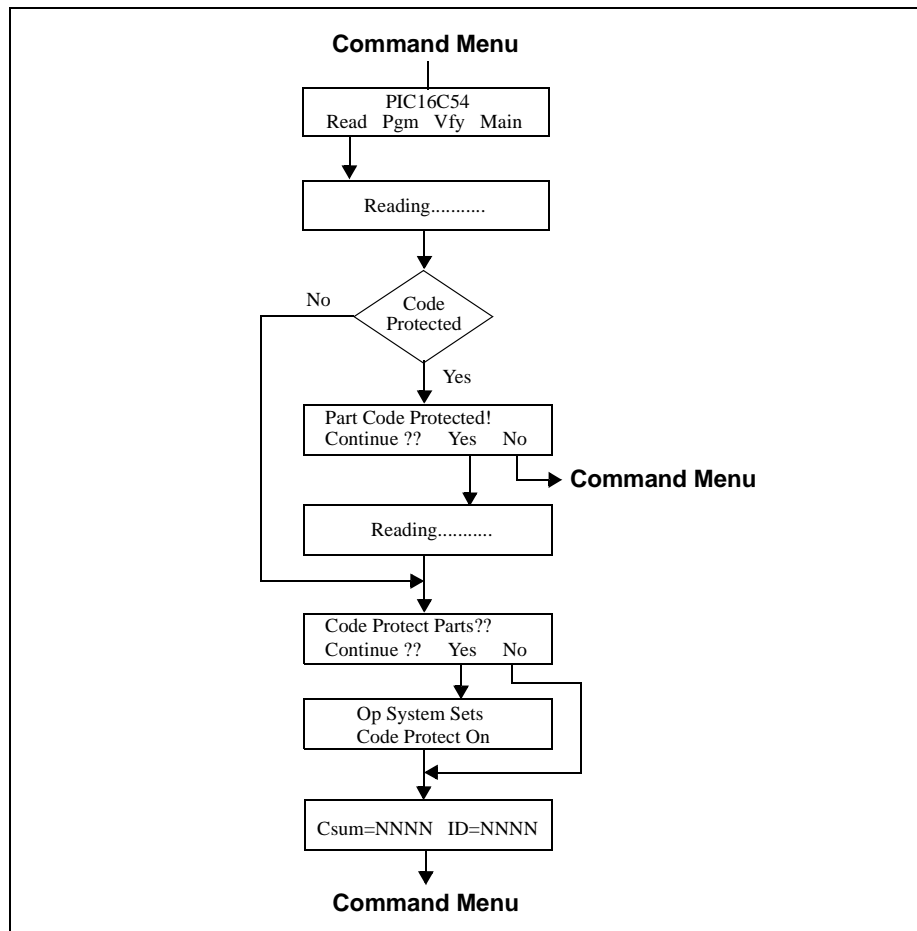 Command Menu
PIC16C54
Read Pgm Vfy Main
Reading...........
No
Code
Protected
Yes
Part Code Protected!
Continue ?? Yes No
Command Menu
Reading...........
Code Protect Parts??
Continue ?? Yes No
Op System Sets
Code Protect On
Csum=NNNN ID=NNNN
Command Menu